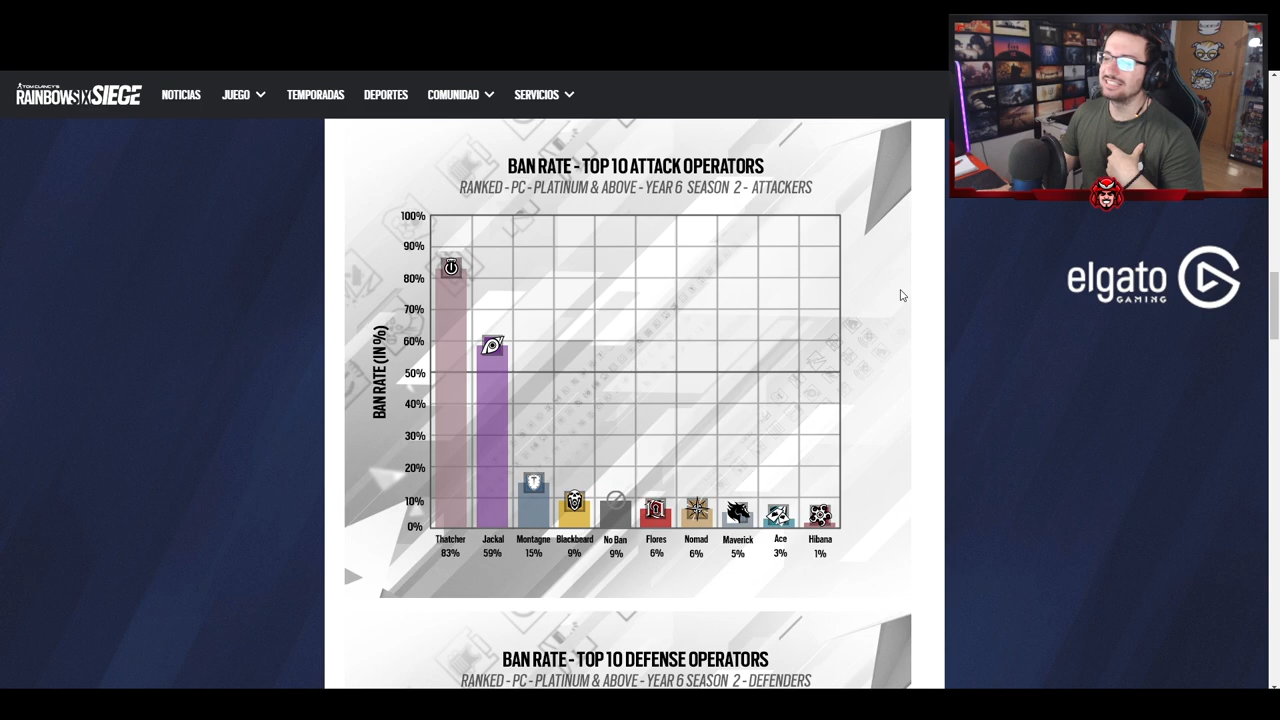 TOM CLANCY'S
RAINBOWSIX SIEGE
NOTICIAS
JUEGO
TEMPORADAS
DEPORTES
COMUNIDAD
SERVICIOS
BAN RATE - TOP 10 ATTACK OPERATORS
RANKED - PC - PLATINUM & ABOVE - YEAR 6 SEASON 2 - ATTACKERS
BAN RATE (IN %)
100%
90%
80%
70%
60%
50%
40%
30%
20%
10%
0%
Thatcher Jackal Montagne Blackbeard No Ban Flores Nomad Maverick Ace Hibana
83% 59% 15% 9% 9% 6% 6% 5% 3% 1%
BAN RATE - TOP 10 DEFENSE OPERATORS
RANKED - PC - PLATINUM & ABOVE - YEAR 6 SEASON 2 - DEFENDERS
elgato
GAMING